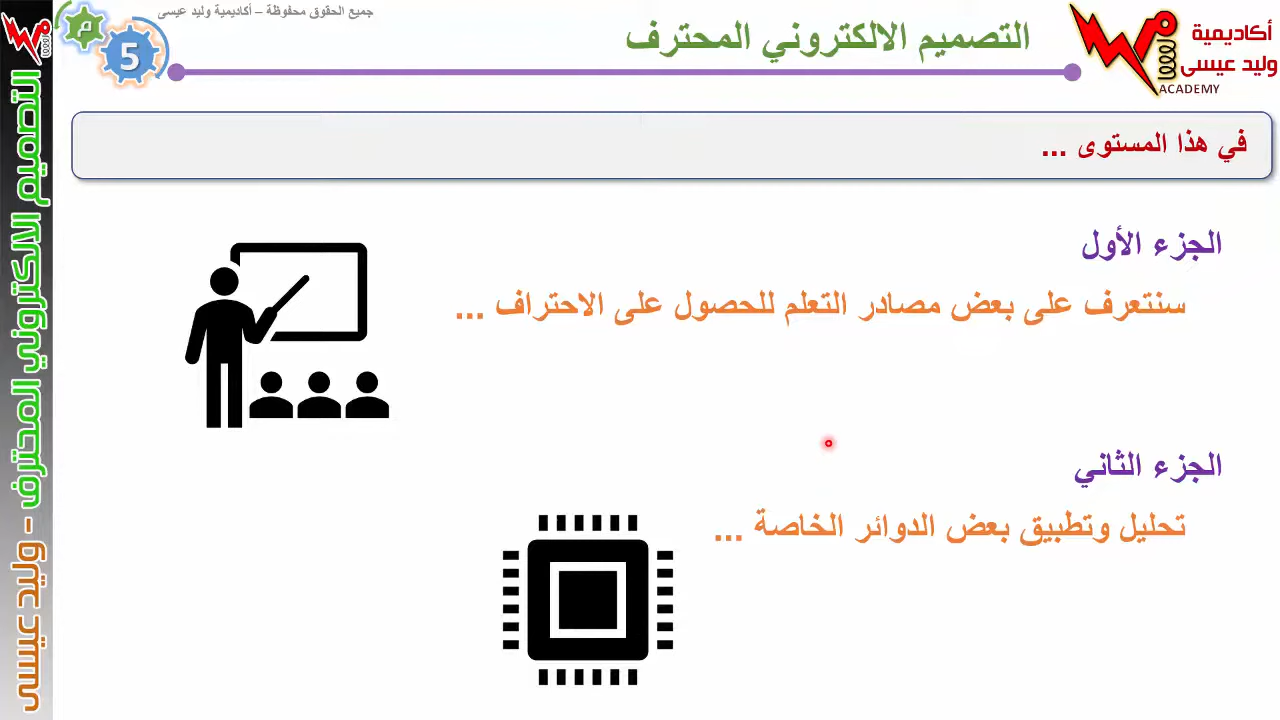 جميع الحقوق محفوظة – أكاديمية وليد عيسى
م
5
التصميم الالكتروني المحترف
أكاديمية
وليد عيسى
ACADEMY
في هذا المستوى ...
الجزء الأول
سنتعرف على بعض مصادر التعلم للحصول على الاحتراف ...
الجزء الثاني
تحليل وتطبيق بعض الدوائر الخاصة ...
التصميم الالكتروني المحترف - وليد عيسى